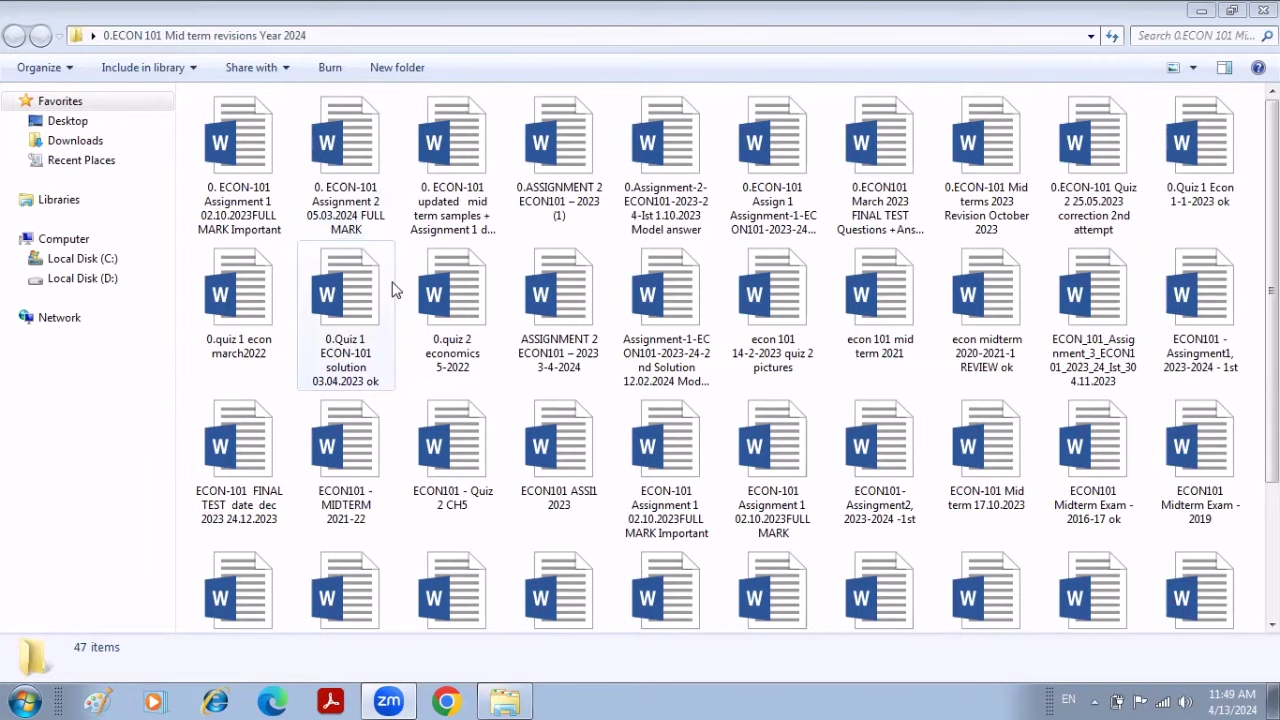 0.ECON 101 Mid term revisions Year 2024
Search 0.ECON 101 Mi...
Organize
Include in library
Share with
Burn
New folder
Favorites
Desktop
Downloads
Recent Places
Libraries
Computer
Local Disk (C:)
Local Disk (D:)
Network
0. ECON-101
Assignment 1
02.10.2023FULL
MARK Important
0. ECON-101
Assignment 2
05.03.2024 FULL
MARK
0. ECON-101
updated mid
term samples +
Assignment 1 d...
0.ASSIGNMENT 2
ECON101 – 2023
(1)
0.Assignment-2-
ECON101-2023-2
4-Ist 1.10.2023
Model answer
0.ECON-101
Assign 1
Assignment-1-EC
ON101-2023-24...
0.ECON101
March 2023
FINAL TEST
Questions +Ans...
0.ECON-101 Mid
terms 2023
Revision October
2023
0.ECON-101 Quiz
2 25.05.2023
correction 2nd
attempt
0.Quiz 1 Econ
1-1-2023 ok
0.quiz 1 econ
march2022
0.Quiz 1
ECON-101
solution
03.04.2023 ok
0.quiz 2
economics
5-2022
ASSIGNMENT 2
ECON101 – 2023
3-4-2024
Assignment-1-EC
ON101-2023-24-2
nd Solution
12.02.2024 Mod...
econ 101
14-2-2023 quiz 2
pictures
econ 101 mid
term 2021
econ midterm
2020-2021-1
REVIEW ok
ECON_101_Assig
nment_3_ECON1
01_2023_24_Ist_30
4.11.2023
ECON101 -
Assingment1,
2023-2024 - 1st
ECON-101 FINAL
TEST date dec
2023 24.12.2023
ECON101 -
MIDTERM
2021-22
ECON101 - Quiz
2 CH5
ECON101 ASSI1
2023
ECON-101
Assignment 1
02.10.2023FULL
MARK Important
ECON-101
Assignment 1
02.10.2023FULL
MARK
ECON101-
Assingment2,
2023-2024 -1st
ECON-101 Mid
term 17.10.2023
ECON101
Midterm Exam -
2016-17 ok
ECON101
Midterm Exam -
2019
47 items
zm
EN
11:49 AM
4/13/2024